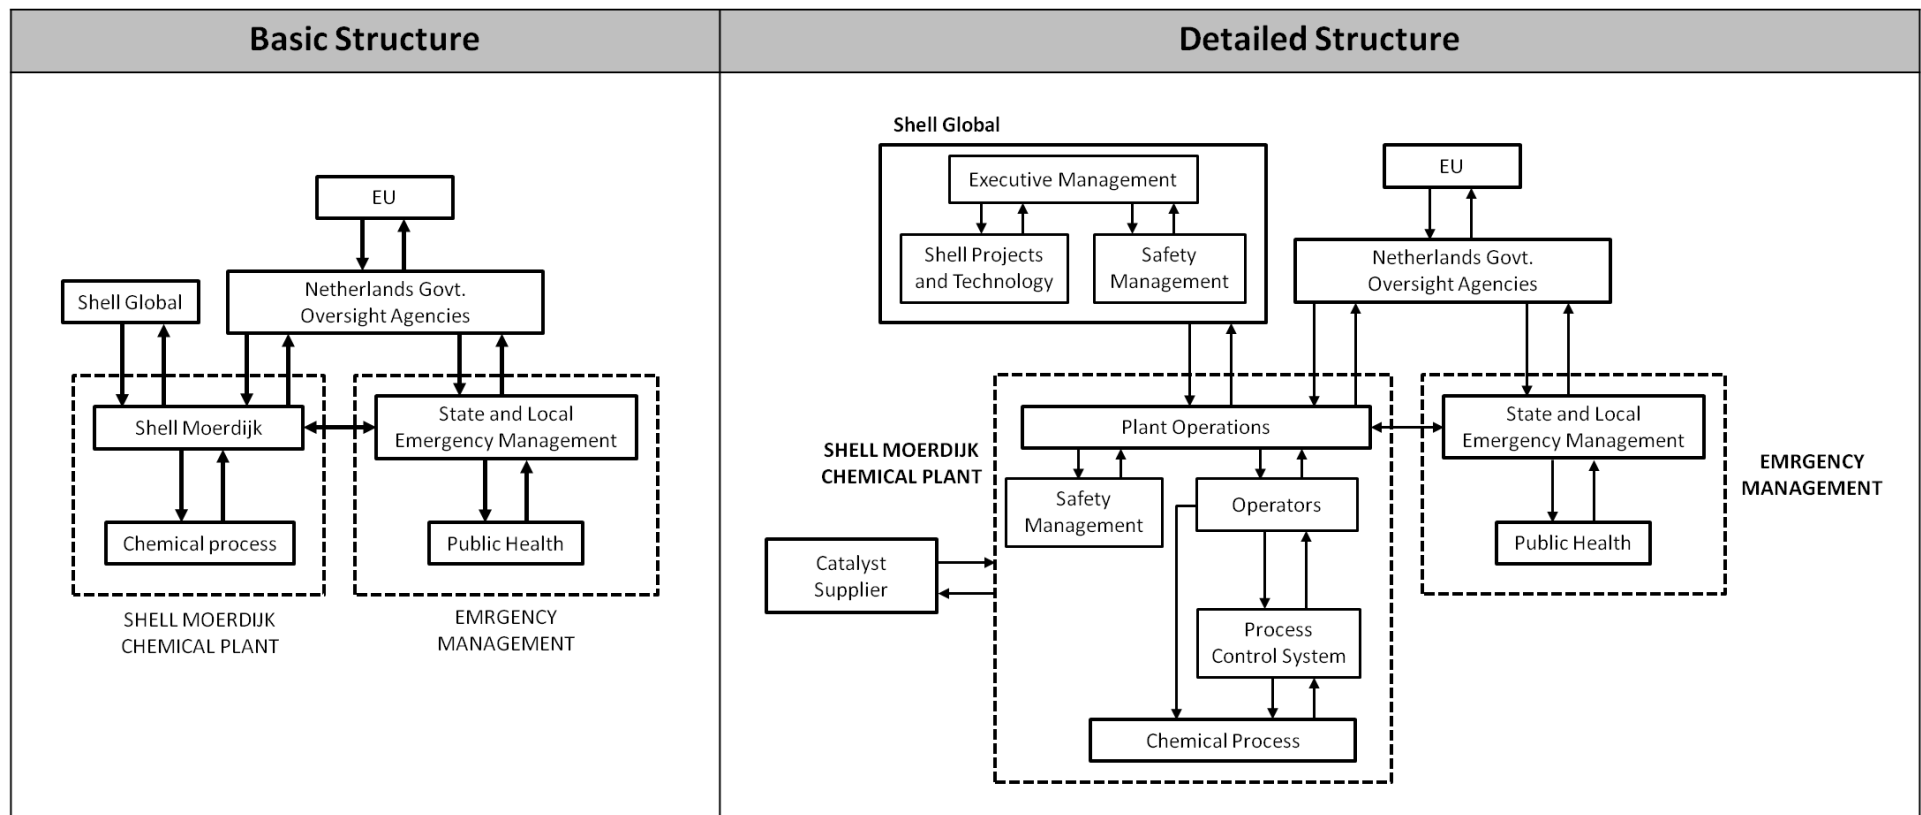 Basic Structure
Detailed Structure
EU
Netherlands Govt.
Oversight Agencies
Shell Global
Shell Moerdijk
State and Local
Emergency Management
Chemical process
Public Health
SHELL MOERDIJK
CHEMICAL PLANT
EMRGENCY
MANAGEMENT
Shell Global
Executive Management
Shell Projects
and Technology
Safety
Management
EU
Netherlands Govt.
Oversight Agencies
SHELL MOERDIJK
CHEMICAL PLANT
Plant Operations
Safety
Management
Operators
Catalyst
Supplier
Process
Control System
Chemical Process
State and Local
Emergency Management
Public Health
EMRGENCY
MANAGEMENT